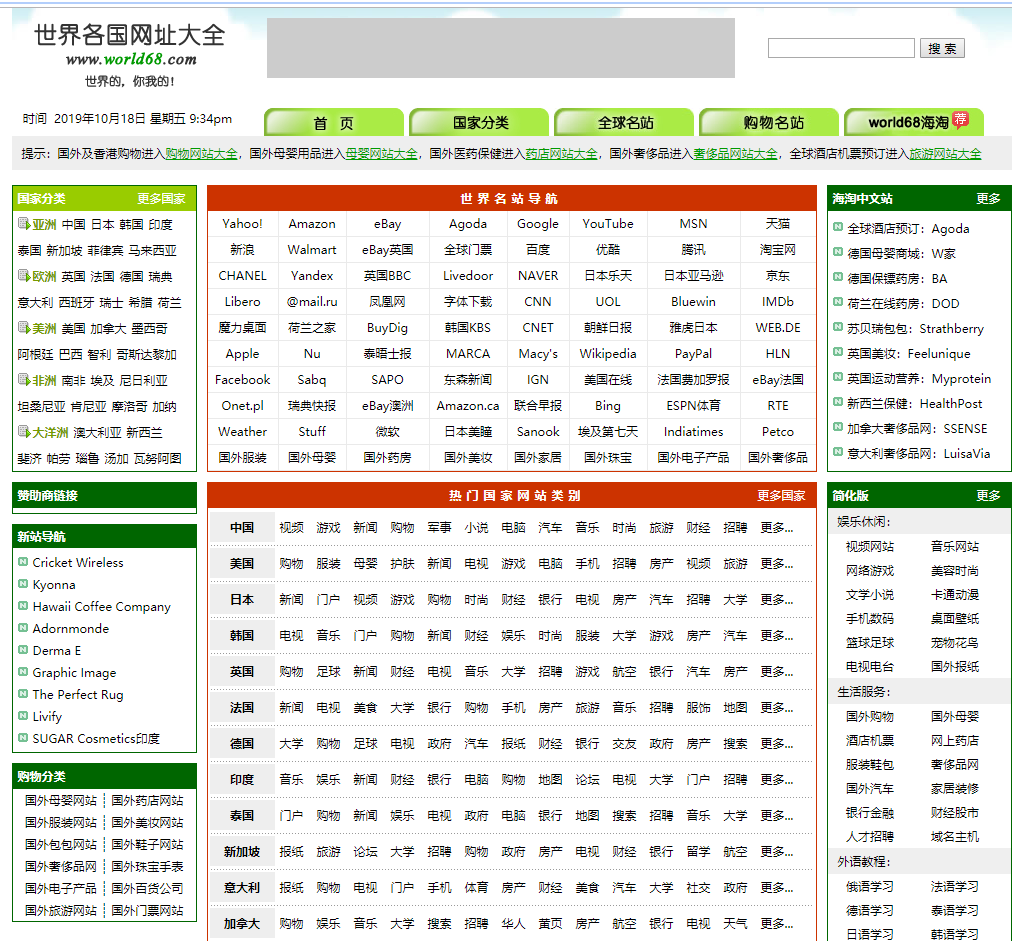 世界各国网址大全
www.world68.com
世界的，你我的！
搜 索
时间 2019年10月18日 星期五 9:34pm
首 页
国家分类
全球名站
购物名站
world68海淘 荐
提示：国外及香港购物进入购物网站大全，国外母婴用品进入母婴网站大全，国外医药保健进入药店网站大全，国外奢侈品进入奢侈品网站大全，全球酒店机票预订进入旅游网站大全
国家分类 更多国家
亚洲 中国 日本 韩国 印度
泰国 新加坡 菲律宾 马来西亚
欧洲 英国 法国 德国 瑞典
意大利 西班牙 瑞士 希腊 荷兰
美洲 美国 加拿大 墨西哥
阿根廷 巴西 智利 哥斯达黎加
非洲 南非 埃及 尼日利亚
坦桑尼亚 肯尼亚 摩洛哥 加纳
大洋洲 澳大利亚 新西兰
斐济 帕劳 瑙鲁 汤加 瓦努阿图
世 界 名 站 导 航
Yahoo! Amazon eBay Agoda Google YouTube MSN 天猫
新浪 Walmart eBay英国 全球门票 百度 优酷 腾讯 淘宝网
CHANEL Yandex 英国BBC Livedoor NAVER 日本乐天 日本亚马逊 京东
Libero @mail.ru 凤凰网 字体下载 CNN UOL Bluewin IMDb
魔力桌面 荷兰之家 BuyDig 韩国KBS CNET 朝鲜日报 雅虎日本 WEB.DE
Apple Nu 泰晤士报 MARCA Macy's Wikipedia PayPal HLN
Facebook Sabq SAPO 东森新闻 IGN 美国在线 法国费加罗报 eBay法国
Onet.pl 瑞典快报 eBay澳洲 Amazon.ca 联合早报 Bing ESPN体育 RTE
Weather Stuff 微软 日本美瞳 Sanook 埃及第七天 Indiatimes Petco
国外服装 国外母婴 国外药房 国外美妆 国外家居 国外珠宝 国外电子产品 国外奢侈品
海淘中文站 更多
全球酒店预订：Agoda
德国母婴商城：W家
德国保镖药房：BA
荷兰在线药房：DOD
苏贝瑞包包：Strathberry
英国美妆：Feelunique
英国运动营养：Myprotein
新西兰保健：HealthPost
加拿大奢侈品网：SSENSE
意大利奢侈品网：LuisaVia
赞助商链接
新站导航
Cricket Wireless
Kyonna
Hawaii Coffee Company
Adornmonde
Derma E
Graphic Image
The Perfect Rug
Livify
SUGAR Cosmetics印度
购物分类
国外母婴网站 国外药店网站
国外服装网站 国外美妆网站
国外包包网站 国外鞋子网站
国外奢侈品网 国外珠宝手表
国外电子产品 国外百货公司
国外旅游网站 国外门票网站
热 门 国 家 网 站 类 别 更多国家
中国 视频 游戏 新闻 购物 军事 小说 电脑 汽车 音乐 时尚 旅游 财经 招聘 更多...
美国 购物 服装 母婴 护肤 新闻 电视 游戏 电脑 手机 招聘 房产 视频 旅游 更多...
日本 新闻 门户 视频 游戏 购物 时尚 财经 银行 电视 房产 汽车 招聘 大学 更多...
韩国 电视 音乐 门户 购物 新闻 财经 娱乐 时尚 服装 大学 游戏 房产 汽车 更多...
英国 购物 足球 新闻 财经 电视 音乐 大学 招聘 游戏 航空 银行 汽车 房产 更多...
法国 新闻 电视 美食 大学 银行 购物 手机 房产 旅游 音乐 招聘 服饰 地图 更多...
德国 大学 购物 足球 电视 政府 汽车 报纸 财经 银行 交友 政府 房产 搜索 更多...
印度 音乐 娱乐 新闻 财经 银行 电脑 购物 地图 论坛 电视 大学 门户 招聘 更多...
泰国 门户 购物 新闻 娱乐 电视 政府 电脑 银行 地图 搜索 招聘 音乐 大学 更多...
新加坡 报纸 旅游 论坛 大学 招聘 购物 政府 房产 电视 财经 银行 留学 航空 更多...
意大利 报纸 购物 电视 门户 手机 体育 房产 财经 美食 汽车 大学 社交 政府 更多...
加拿大 购物 娱乐 音乐 大学 搜索 招聘 华人 黄页 房产 航空 银行 电视 天气 更多...
简化版 更多
娱乐休闲：
视频网站 音乐网站
网络游戏 美容时尚
文学小说 卡通动漫
手机数码 桌面壁纸
篮球足球 宠物花鸟
电视电台 国外报纸
生活服务：
国外购物 国外母婴
酒店机票 网上药店
服装鞋包 奢侈品网
国外汽车 家居装修
银行金融 财经股市
人才招聘 域名主机
外语教程：
俄语学习 法语学习
德语学习 泰语学习
日语学习 韩语学习